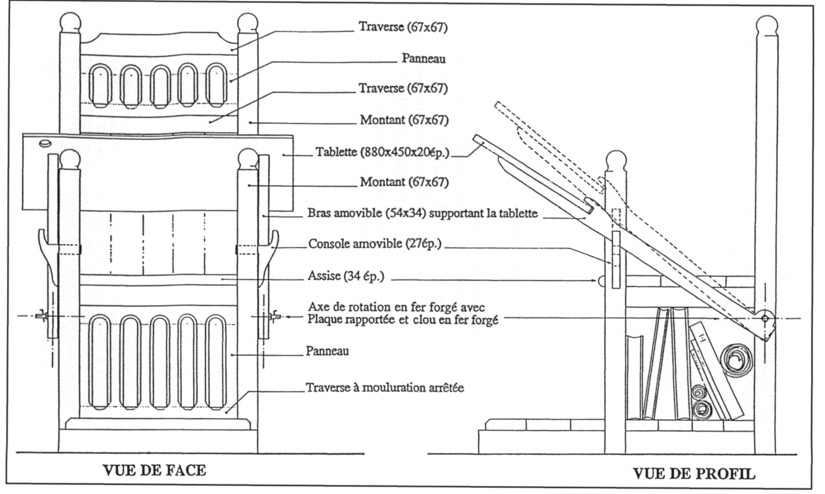 Traverse (67x67)
Panneau
Traverse (67x67)
Montant (67x67)
Tablette (880x450x20ép.)
Montant (67x67)
Bras amovible (54x34) supportant la tablette
Console amovible (27ép.)
Assise (34 ép.)
Axe de rotation en fer forgé avec
Plaque rapportée et clou en fer forgé
Panneau
Traverse à mouluration arrêtée
VUE DE FACE
VUE DE PROFIL